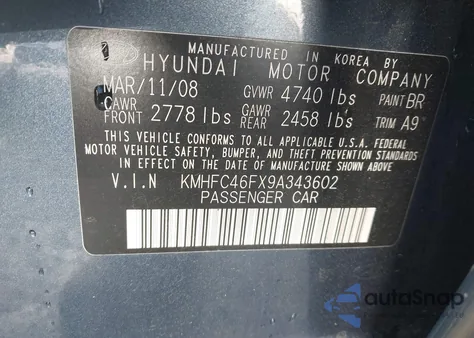 MANUFACTURED IN KOREA BY
HYUNDAI MOTOR COMPANY
MAR/11/08 GVWR 4740 lbs PAINT BR
GAWR FRONT 2778 lbs GAWR REAR 2458 lb's TRIM A9
THIS VEHICLE CONFORMS TO ALL APPLICABLE U.S.A. FEDERAL
MOTOR VEHICLE SAFETY, BUMPER, AND THEFT PREVENTION STANDARDS
IN EFFECT ON THE DATE OF MANUFACTURE SHOWN ABOVE.
V.I.N KMHFC46FX9A343602
PASSENGER CAR
autoSnap